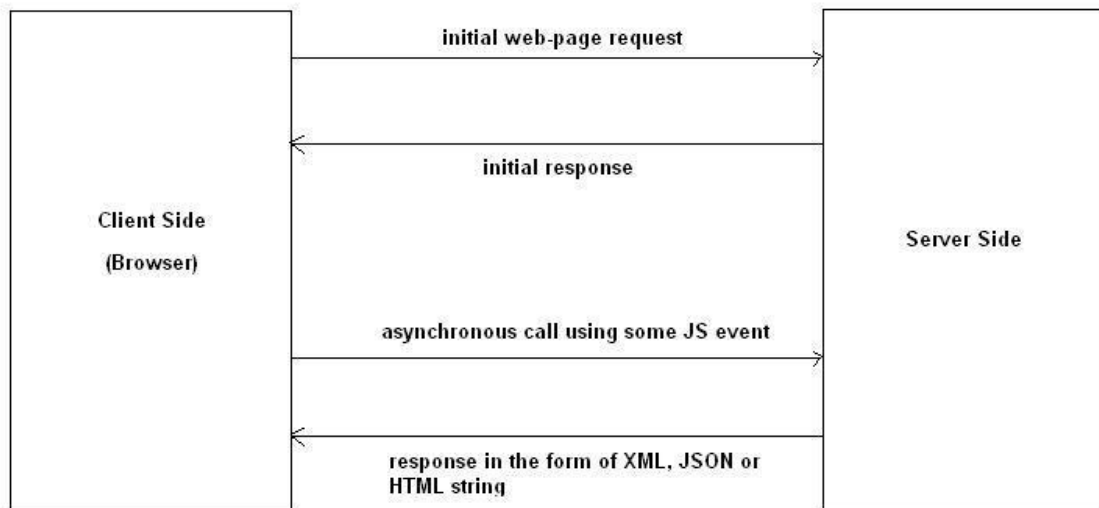 initial web-page request
initial response
Client Side
(Browser)
Server Side
asynchronous call using some JS event
response in the form of XML, JSON or
HTML string